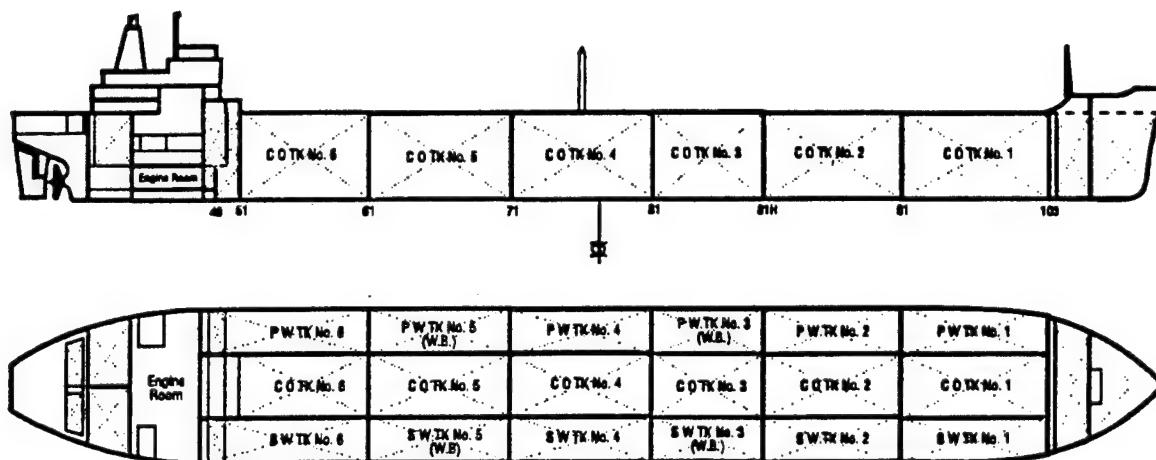 C O TK No. 6
C O TK No. 5
C O TK No. 4
C O TK No. 3
C O TK No. 2
C O TK No. 1
Engine Room
51
61
71
81
81H
91
103
P W TK No. 6
P W TK No. 5
(W.B.)
P W TK No. 4
P W TK No. 3
(W.B.)
P W TK No. 2
P W TK No. 1
Engine
Room
C O TK No. 6
C O TK No. 5
C O TK No. 4
C O TK No. 3
C O TK No. 2
C O TK No. 1
S W TK No. 6
S W TK No. 5
(W.B)
S W TK No. 4
S W TK No. 3
(W.B.)
S W TK No. 2
S W TK No. 1